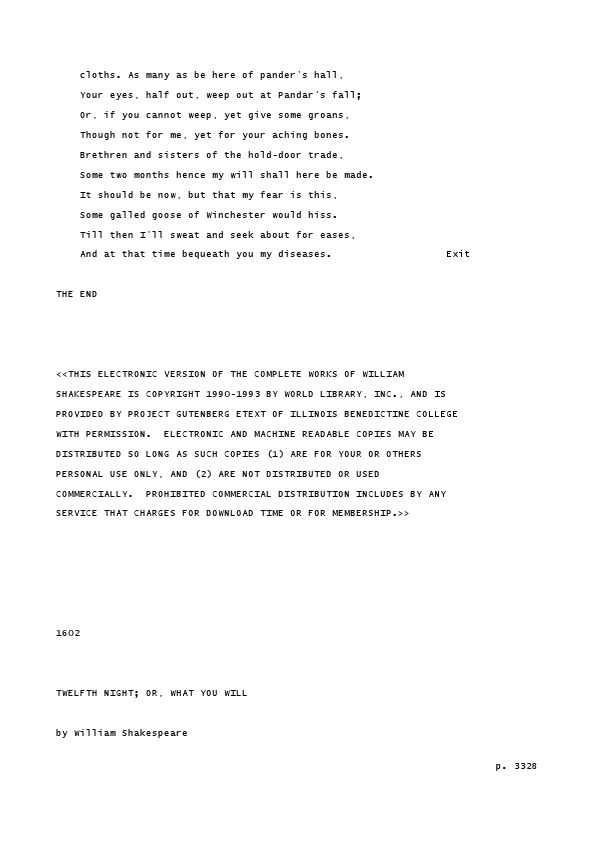 cloths. As many as be here of pander's hall,
Your eyes, half out, weep out at Pandar's fall;
Or, if you cannot weep, yet give some groans,
Though not for me, yet for your aching bones.
Brethren and sisters of the hold-door trade,
Some two months hence my will shall here be made.
It should be now, but that my fear is this,
Some galled goose of Winchester would hiss.
Till then I'll sweat and seek about for eases,
And at that time bequeath you my diseases. Exit
THE END
<<THIS ELECTRONIC VERSION OF THE COMPLETE WORKS OF WILLIAM
SHAKESPEARE IS COPYRIGHT 1990-1993 BY WORLD LIBRARY, INC., AND IS
PROVIDED BY PROJECT GUTENBERG ETEXT OF ILLINOIS BENEDICTINE COLLEGE
WITH PERMISSION. ELECTRONIC AND MACHINE READABLE COPIES MAY BE
DISTRIBUTED SO LONG AS SUCH COPIES (1) ARE FOR YOUR OR OTHERS
PERSONAL USE ONLY, AND (2) ARE NOT DISTRIBUTED OR USED
COMMERCIALLY. PROHIBITED COMMERCIAL DISTRIBUTION INCLUDES BY ANY
SERVICE THAT CHARGES FOR DOWNLOAD TIME OR FOR MEMBERSHIP.>>
1602
TWELFTH NIGHT; OR, WHAT YOU WILL
by William Shakespeare
p. 3328